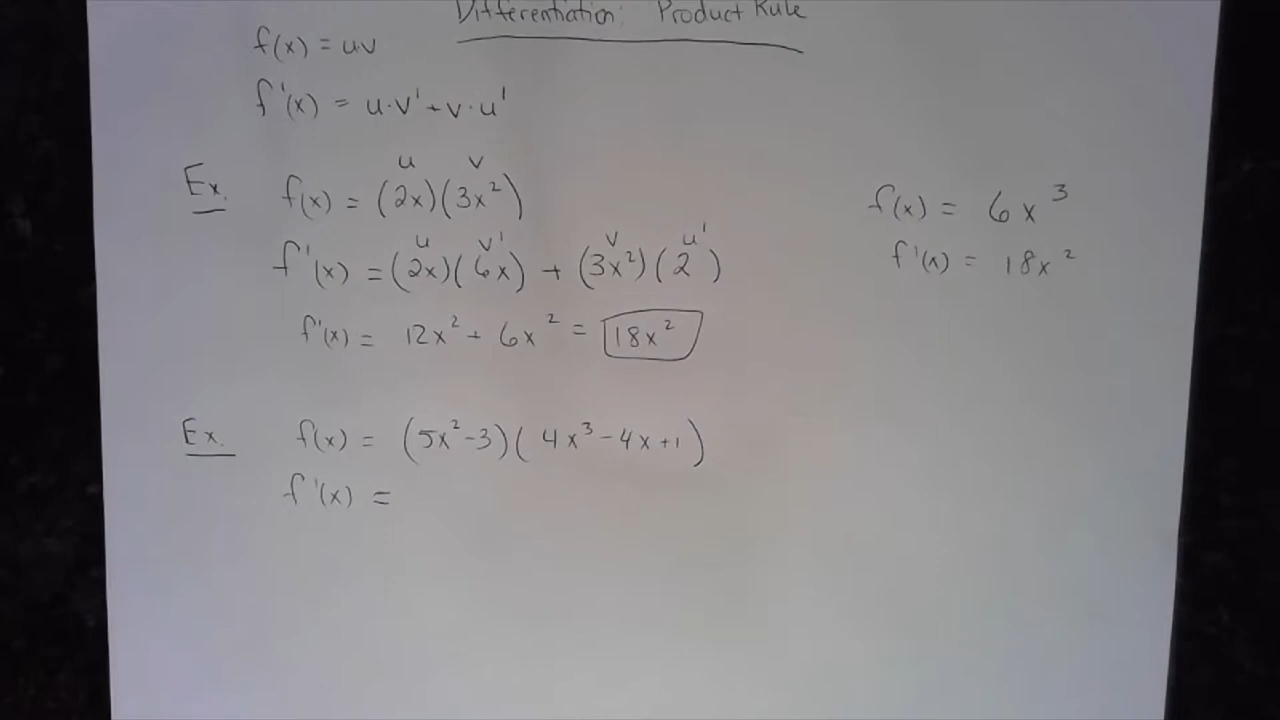 Differentiation: Product Rule
f(x) = uv
f'(x) = u·v' + v·u'
u v
Ex. f(x) = (2x)(3x²)
f(x) = 6x³
u v' v u'
f'(x) = (2x)(6x) + (3x²)(2)
f'(x) = 18x²
f'(x) = 12x² + 6x² = 18x²
Ex. f(x) = (5x²-3)(4x³-4x+1)
f'(x) =